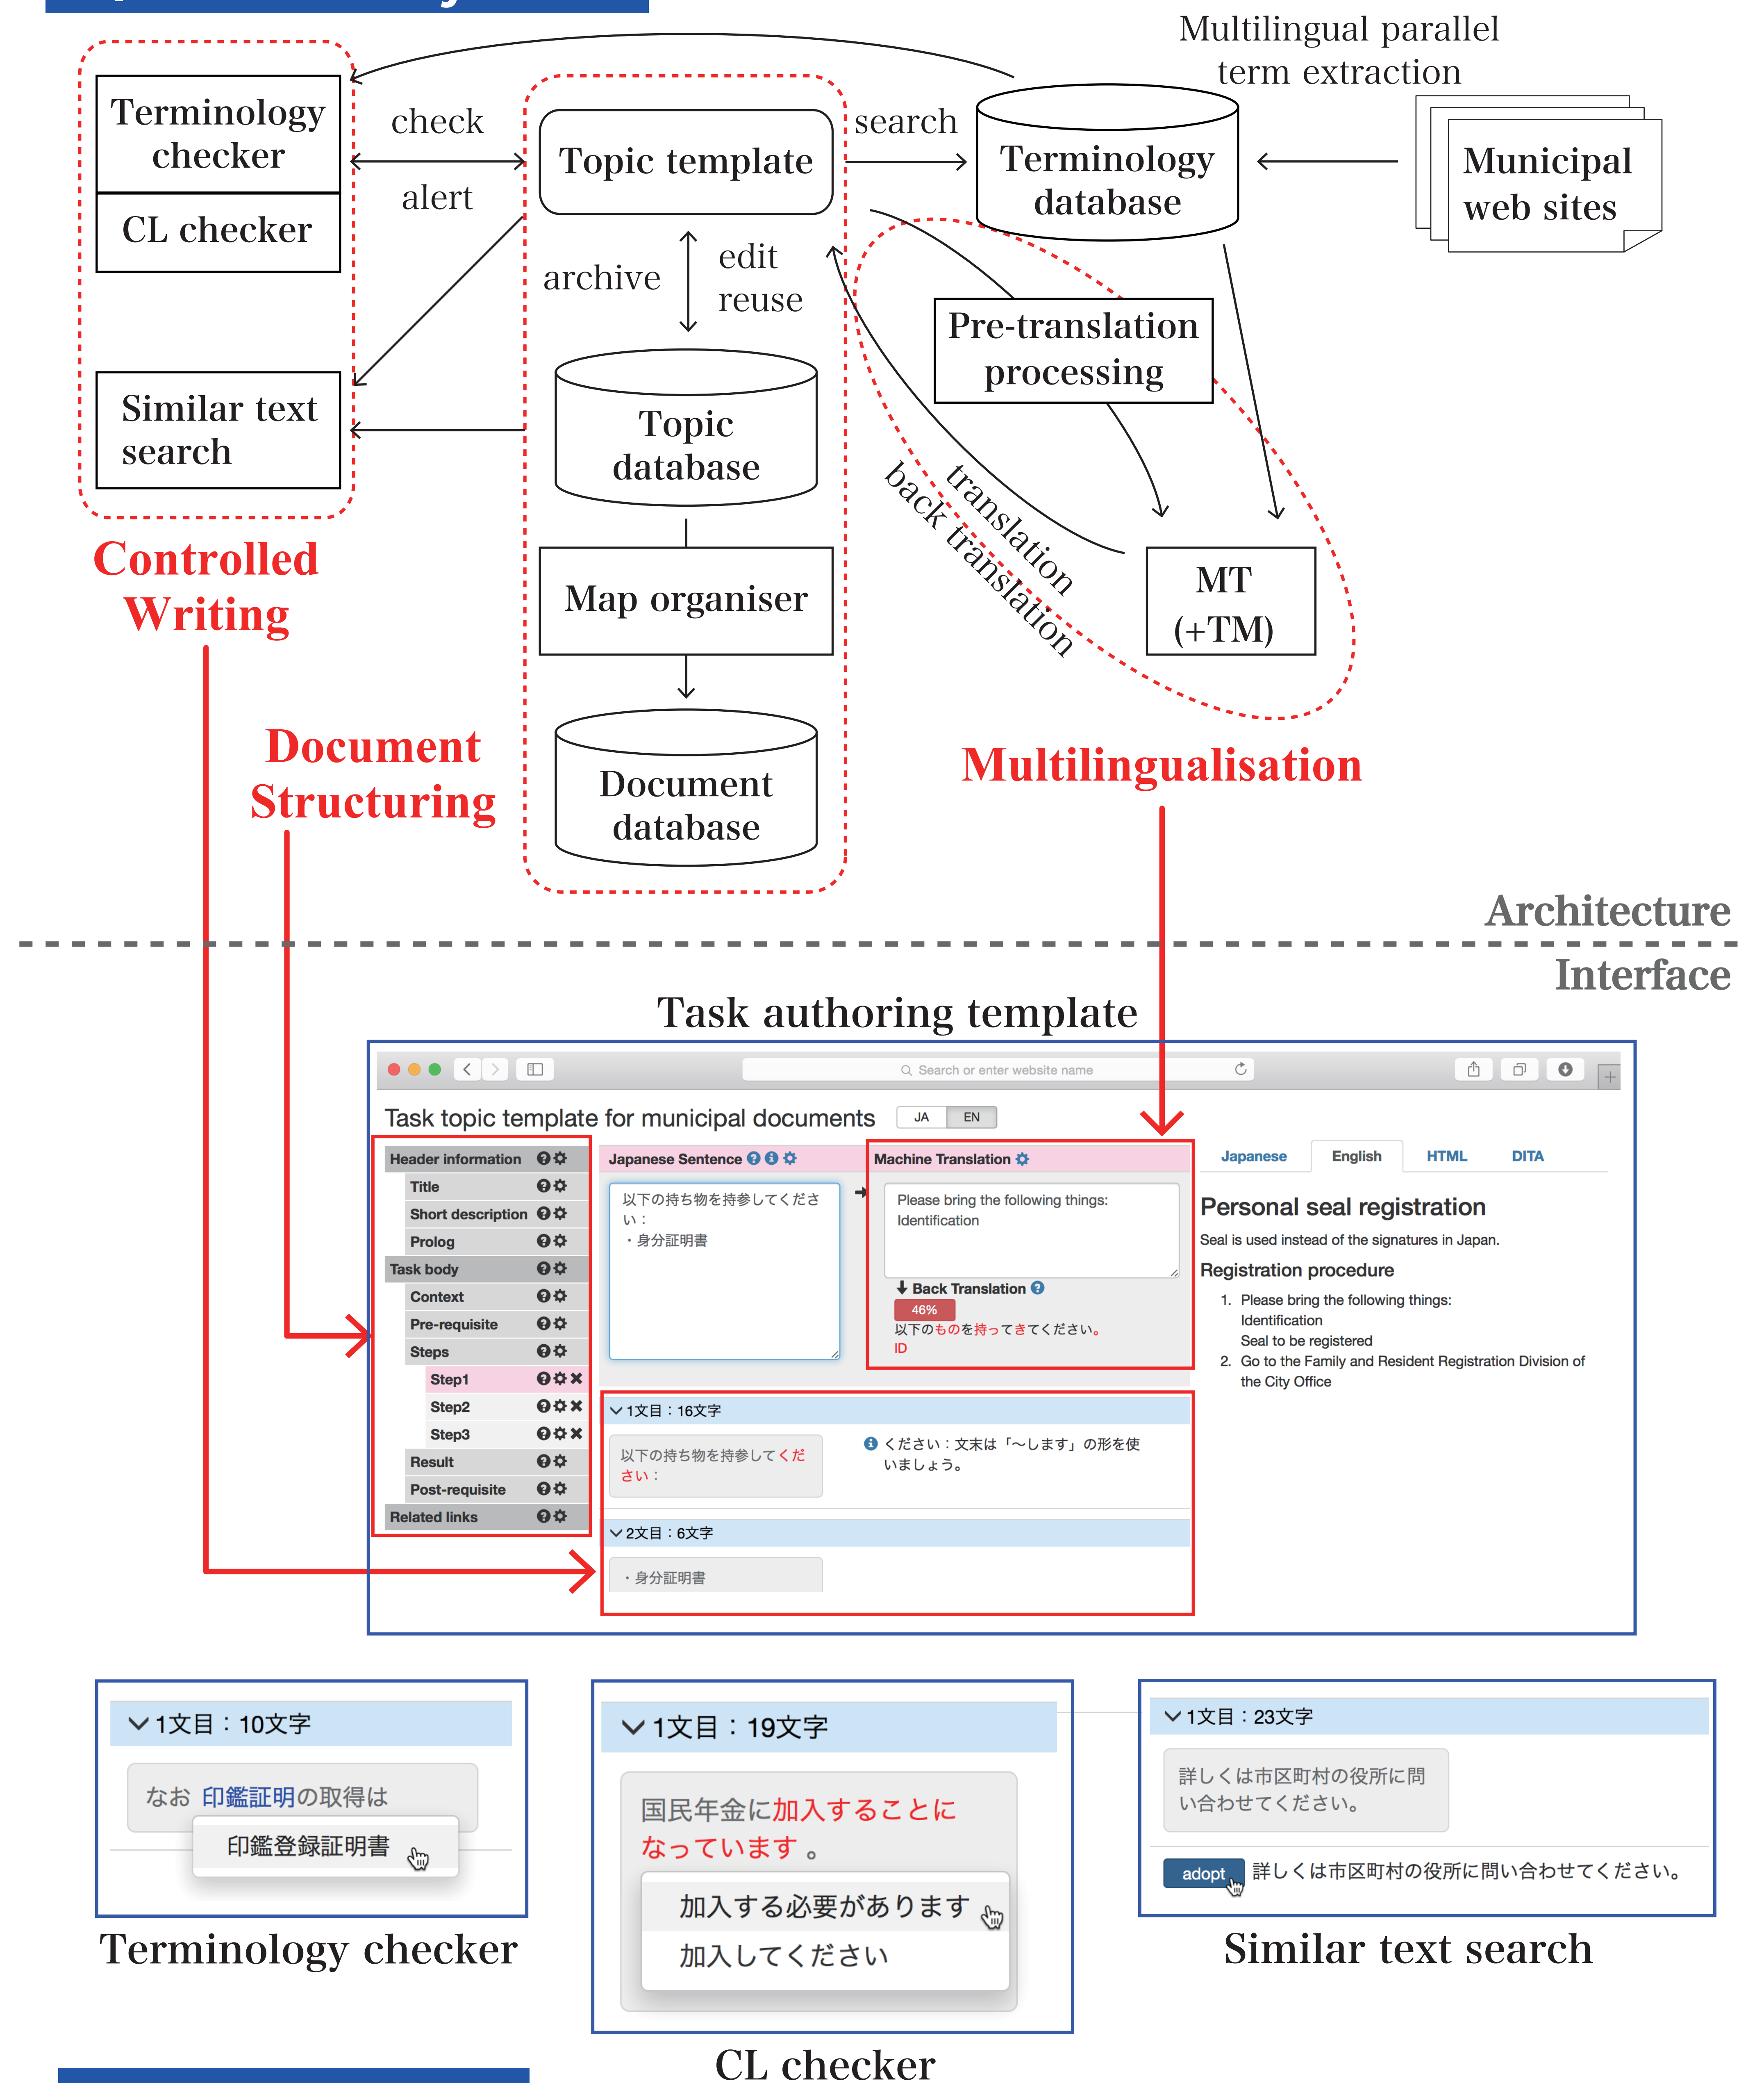 Multilingual parallel
term extraction
Terminology
checker
CL checker
Similar text
search
check
alert
Topic template
archive
edit
reuse
Topic
database
Map organiser
Document
database
search
Terminology
database
Municipal
web sites
Pre-translation
processing
translation
back translation
MT
(+TM)
Controlled
Writing
Document
Structuring
Multilingualisation
Architecture
Interface
Task authoring template
Search or enter website name
Task topic template for municipal documents
JA
EN
Header information
Title
Short description
Prolog
Task body
Context
Pre-requisite
Steps
Step1
Step2
Step3
Result
Post-requisite
Related links
Japanese Sentence
以下の持ち物を持参してくださ
い：
・身分証明書
Machine Translation
Please bring the following things:
Identification
Back Translation
46%
以下のものを持ってきてください。
ID
1文目：16文字
以下の持ち物を持参してくだ
さい：
ください：文末は「〜します」の形を使
いましょう。
2文目：6文字
・身分証明書
Japanese
English
HTML
DITA
Personal seal registration
Seal is used instead of the signatures in Japan.
Registration procedure
1. Please bring the following things:
Identification
Seal to be registered
2. Go to the Family and Resident Registration Division of
the City Office
1文目：10文字
なお 印鑑証明の取得は
印鑑登録証明書
Terminology checker
1文目：19文字
国民年金に加入することに
なっています 。
加入する必要があります
加入してください
CL checker
1文目：23文字
詳しくは市区町村の役所に問
い合わせてください。
adopt
詳しくは市区町村の役所に問い合わせてください。
Similar text search